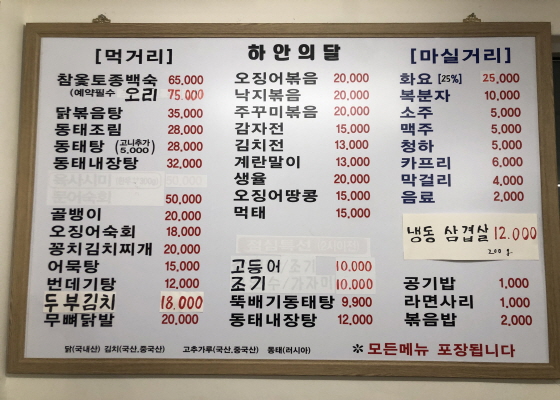 하안의달
[먹거리]
참옻토종백숙 65,000
(예약필수 오리 75,000
닭볶음탕 35,000
동태조림 28,000
동태탕 (고니추가 5,000) 28,000
동태내장탕 32,000
50,000
골뱅이 20,000
오징어숙회 18,000
꽁치김치찌개 20,000
어묵탕 15,000
번데기탕 12,000
두부김치 18,000
무뼈닭발 20,000
오징어볶음 20,000
낙지볶음 20,000
주꾸미볶음 20,000
감자전 15,000
김치전 13,000
계란말이 13,000
생율 20,000
오징어땅콩 15,000
먹태 15,000
고등어 10,000
조기 10,000
뚝배기동태탕 9,900
동태내장탕 12,000
[마실거리]
화요 [25%] 25,000
복분자 10,000
소주 5,000
맥주 5,000
청하 5,000
카프리 6,000
막걸리 4,000
음료 2,000
냉동 삼겹살 12.000
200g.
공기밥 1,000
라면사리 1,000
볶음밥 2,000
닭(국내산) 김치(국산,중국산) 고추가루(국산,중국산) 동태(러시아)
※모든메뉴 포장됩니다